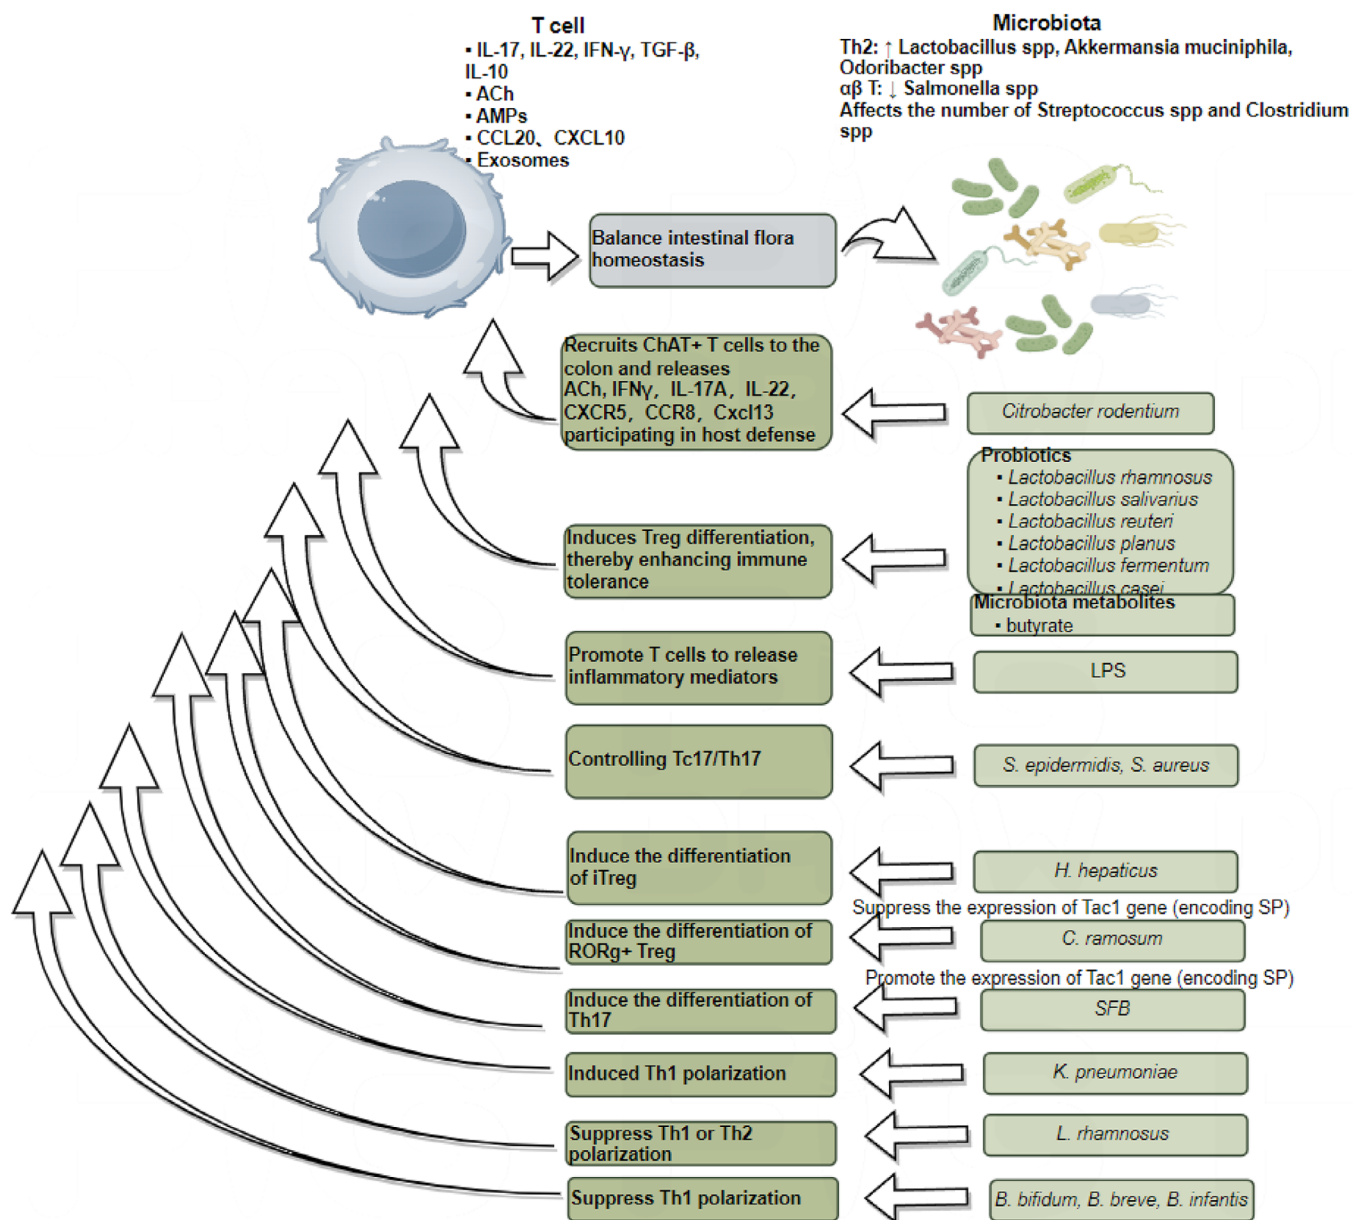 T cell
▪ IL-17, IL-22, IFN-γ, TGF-β,
IL-10
▪ ACh
▪ AMPs
▪ CCL20、CXCL10
▪ Exosomes
Microbiota
Th2: ↑ Lactobacillus spp, Akkermansia muciniphila,
Odoribacter spp
αβ T: ↓ Salmonella spp
Affects the number of Streptococcus spp and Clostridium
spp
Balance intestinal flora
homeostasis
Recruits ChAT+ T cells to the
colon and releases
ACh, IFNγ, IL-17A, IL-22,
CXCR5, CCR8, Cxcl13
participating in host defense
Citrobacter rodentium
Probiotics
▪ Lactobacillus rhamnosus
▪ Lactobacillus salivarius
▪ Lactobacillus reuteri
▪ Lactobacillus planus
▪ Lactobacillus fermentum
▪ Lactobacillus casei
Induces Treg differentiation,
thereby enhancing immune
tolerance
Microbiota metabolites
▪ butyrate
Promote T cells to release
inflammatory mediators
LPS
Controlling Tc17/Th17
S. epidermidis, S. aureus
Induce the differentiation
of iTreg
H. hepaticus
Suppress the expression of Tac1 gene (encoding SP)
Induce the differentiation of
RORg+ Treg
C. ramosum
Promote the expression of Tac1 gene (encoding SP)
Induce the differentiation of
Th17
SFB
Induced Th1 polarization
K. pneumoniae
Suppress Th1 or Th2
polarization
L. rhamnosus
Suppress Th1 polarization
B. bifidum, B. breve, B. infantis